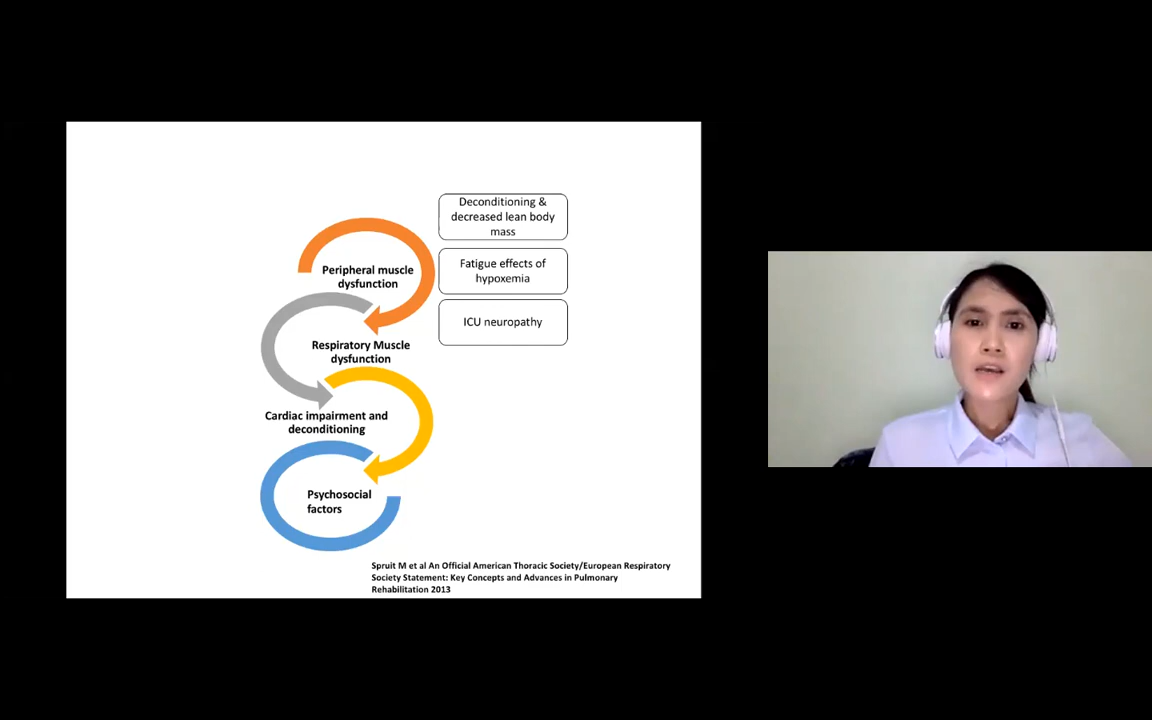 Deconditioning &
decreased lean body
mass
Peripheral muscle
dysfunction
Fatigue effects of
hypoxemia
ICU neuropathy
Respiratory Muscle
dysfunction
Cardiac impairment and
deconditioning
Psychosocial
factors
Spruit M et al An Official American Thoracic Society/European Respiratory
Society Statement: Key Concepts and Advances in Pulmonary
Rehabilitation 2013